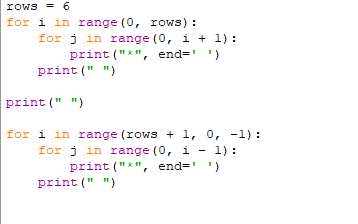 rows = 6
for i in range(0, rows):
    for j in range(0, i + 1):
        print("*", end=' ')
    print(" ")

print(" ")

for i in range(rows + 1, 0, -1):
    for j in range(0, i - 1):
        print("*", end=' ')
    print(" ")